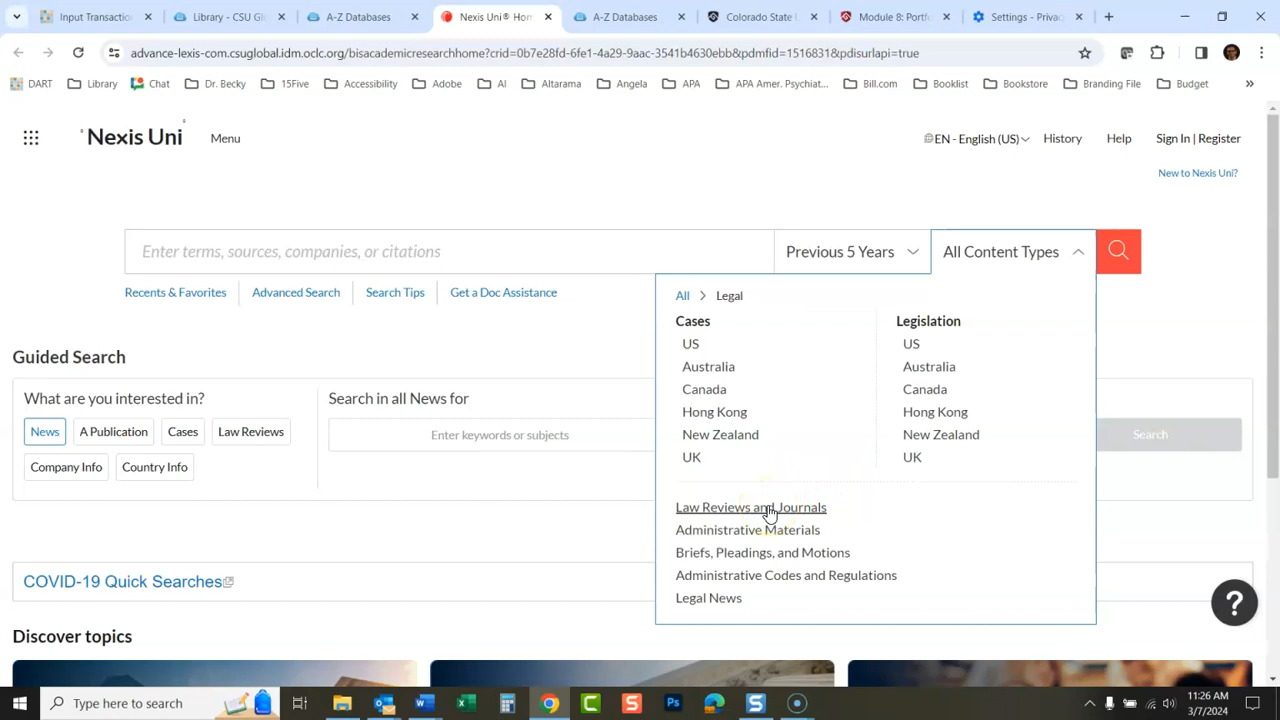 Input Transaction
Library - CSU Glo
A-Z Databases
Nexis Uni® Hom
A-Z Databases
Colorado State U
Module 8: Portfo
Settings - Privac
advance-lexis-com.csuglobal.idm.oclc.org/bisacademicresearchhome?crid=0b7e28fd-6fe1-4a29-9aac-3541b4630ebb&pdmfid=1516831&pdisurlapi=true
DART Library Chat Dr. Becky 15Five Accessibility Adobe AI Altarama Angela APA APA Amer. Psychiat... Bill.com Booklist Bookstore Branding File Budget »
Nexis Uni® Menu EN - English (US) History Help Sign In | Register
New to Nexis Uni?
Enter terms, sources, companies, or citations Previous 5 Years All Content Types
Recents & Favorites Advanced Search Search Tips Get a Doc Assistance
All > Legal
Cases Legislation
US US
Australia Australia
Canada Canada
Hong Kong Hong Kong
New Zealand New Zealand
UK UK
Law Reviews and Journals
Administrative Materials
Briefs, Pleadings, and Motions
Administrative Codes and Regulations
Legal News
Guided Search
What are you interested in? Search in all News for
News A Publication Cases Law Reviews Enter keywords or subjects Search
Company Info Country Info
COVID-19 Quick Searches
?
Discover topics
Type here to search
11:26 AM
3/7/2024